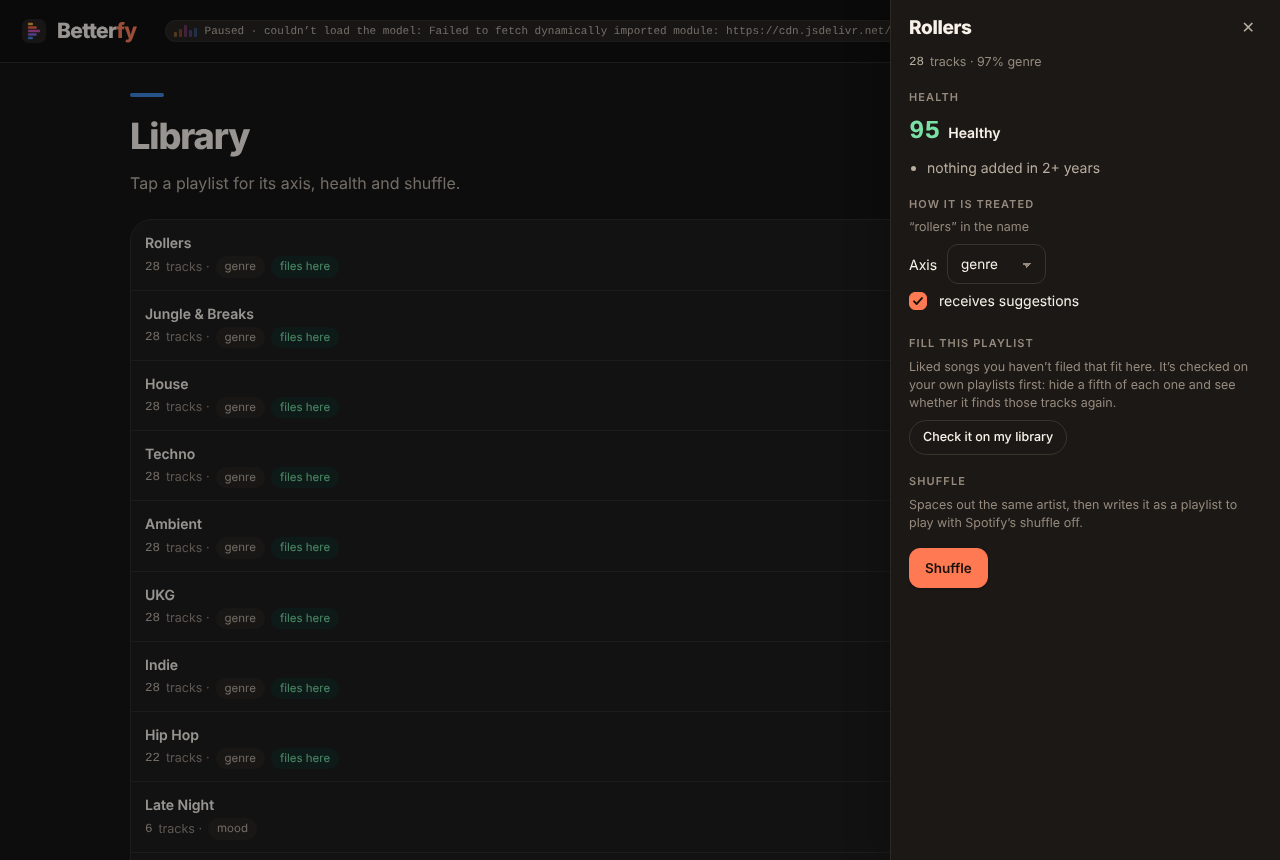 Betterfy
Paused · couldn’t load the model: Failed to fetch dynamically imported module: https://cdn.jsdelivr.net/
Library
Tap a playlist for its axis, health and shuffle.
Rollers
28 tracks · genre files here
Jungle & Breaks
28 tracks · genre files here
House
28 tracks · genre files here
Techno
28 tracks · genre files here
Ambient
28 tracks · genre files here
UKG
28 tracks · genre files here
Indie
28 tracks · genre files here
Hip Hop
22 tracks · genre files here
Late Night
6 tracks · mood
Rollers
28 tracks · 97% genre
HEALTH
95 Healthy
• nothing added in 2+ years
HOW IT IS TREATED
“rollers” in the name
Axis genre
receives suggestions
FILL THIS PLAYLIST
Liked songs you haven’t filed that fit here. It’s checked on
your own playlists first: hide a fifth of each one and see
whether it finds those tracks again.
Check it on my library
SHUFFLE
Spaces out the same artist, then writes it as a playlist to
play with Spotify’s shuffle off.
Shuffle